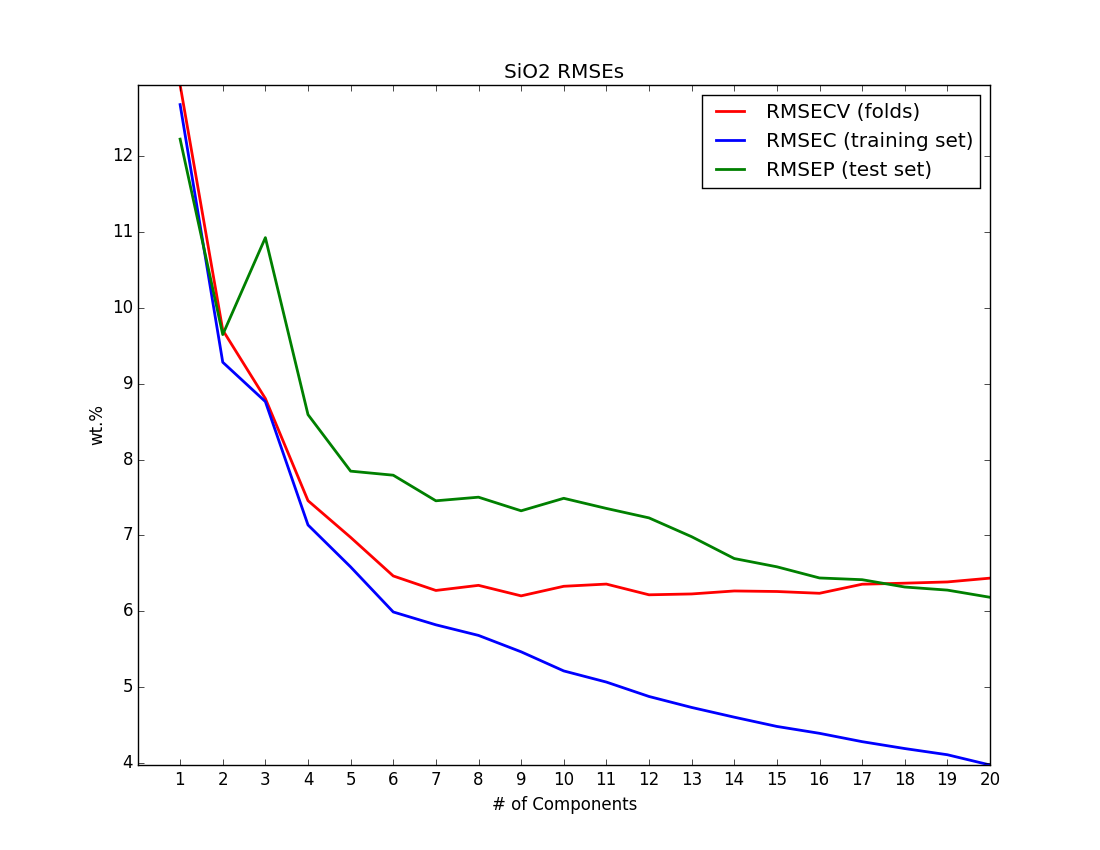 SiO2 RMSEs
RMSECV (folds)
RMSEC (training set)
RMSEP (test set)
12
11
10
9
8
7
6
5
4
wt.%
1 2 3 4 5 6 7 8 9 10 11 12 13 14 15 16 17 18 19 20
# of Components